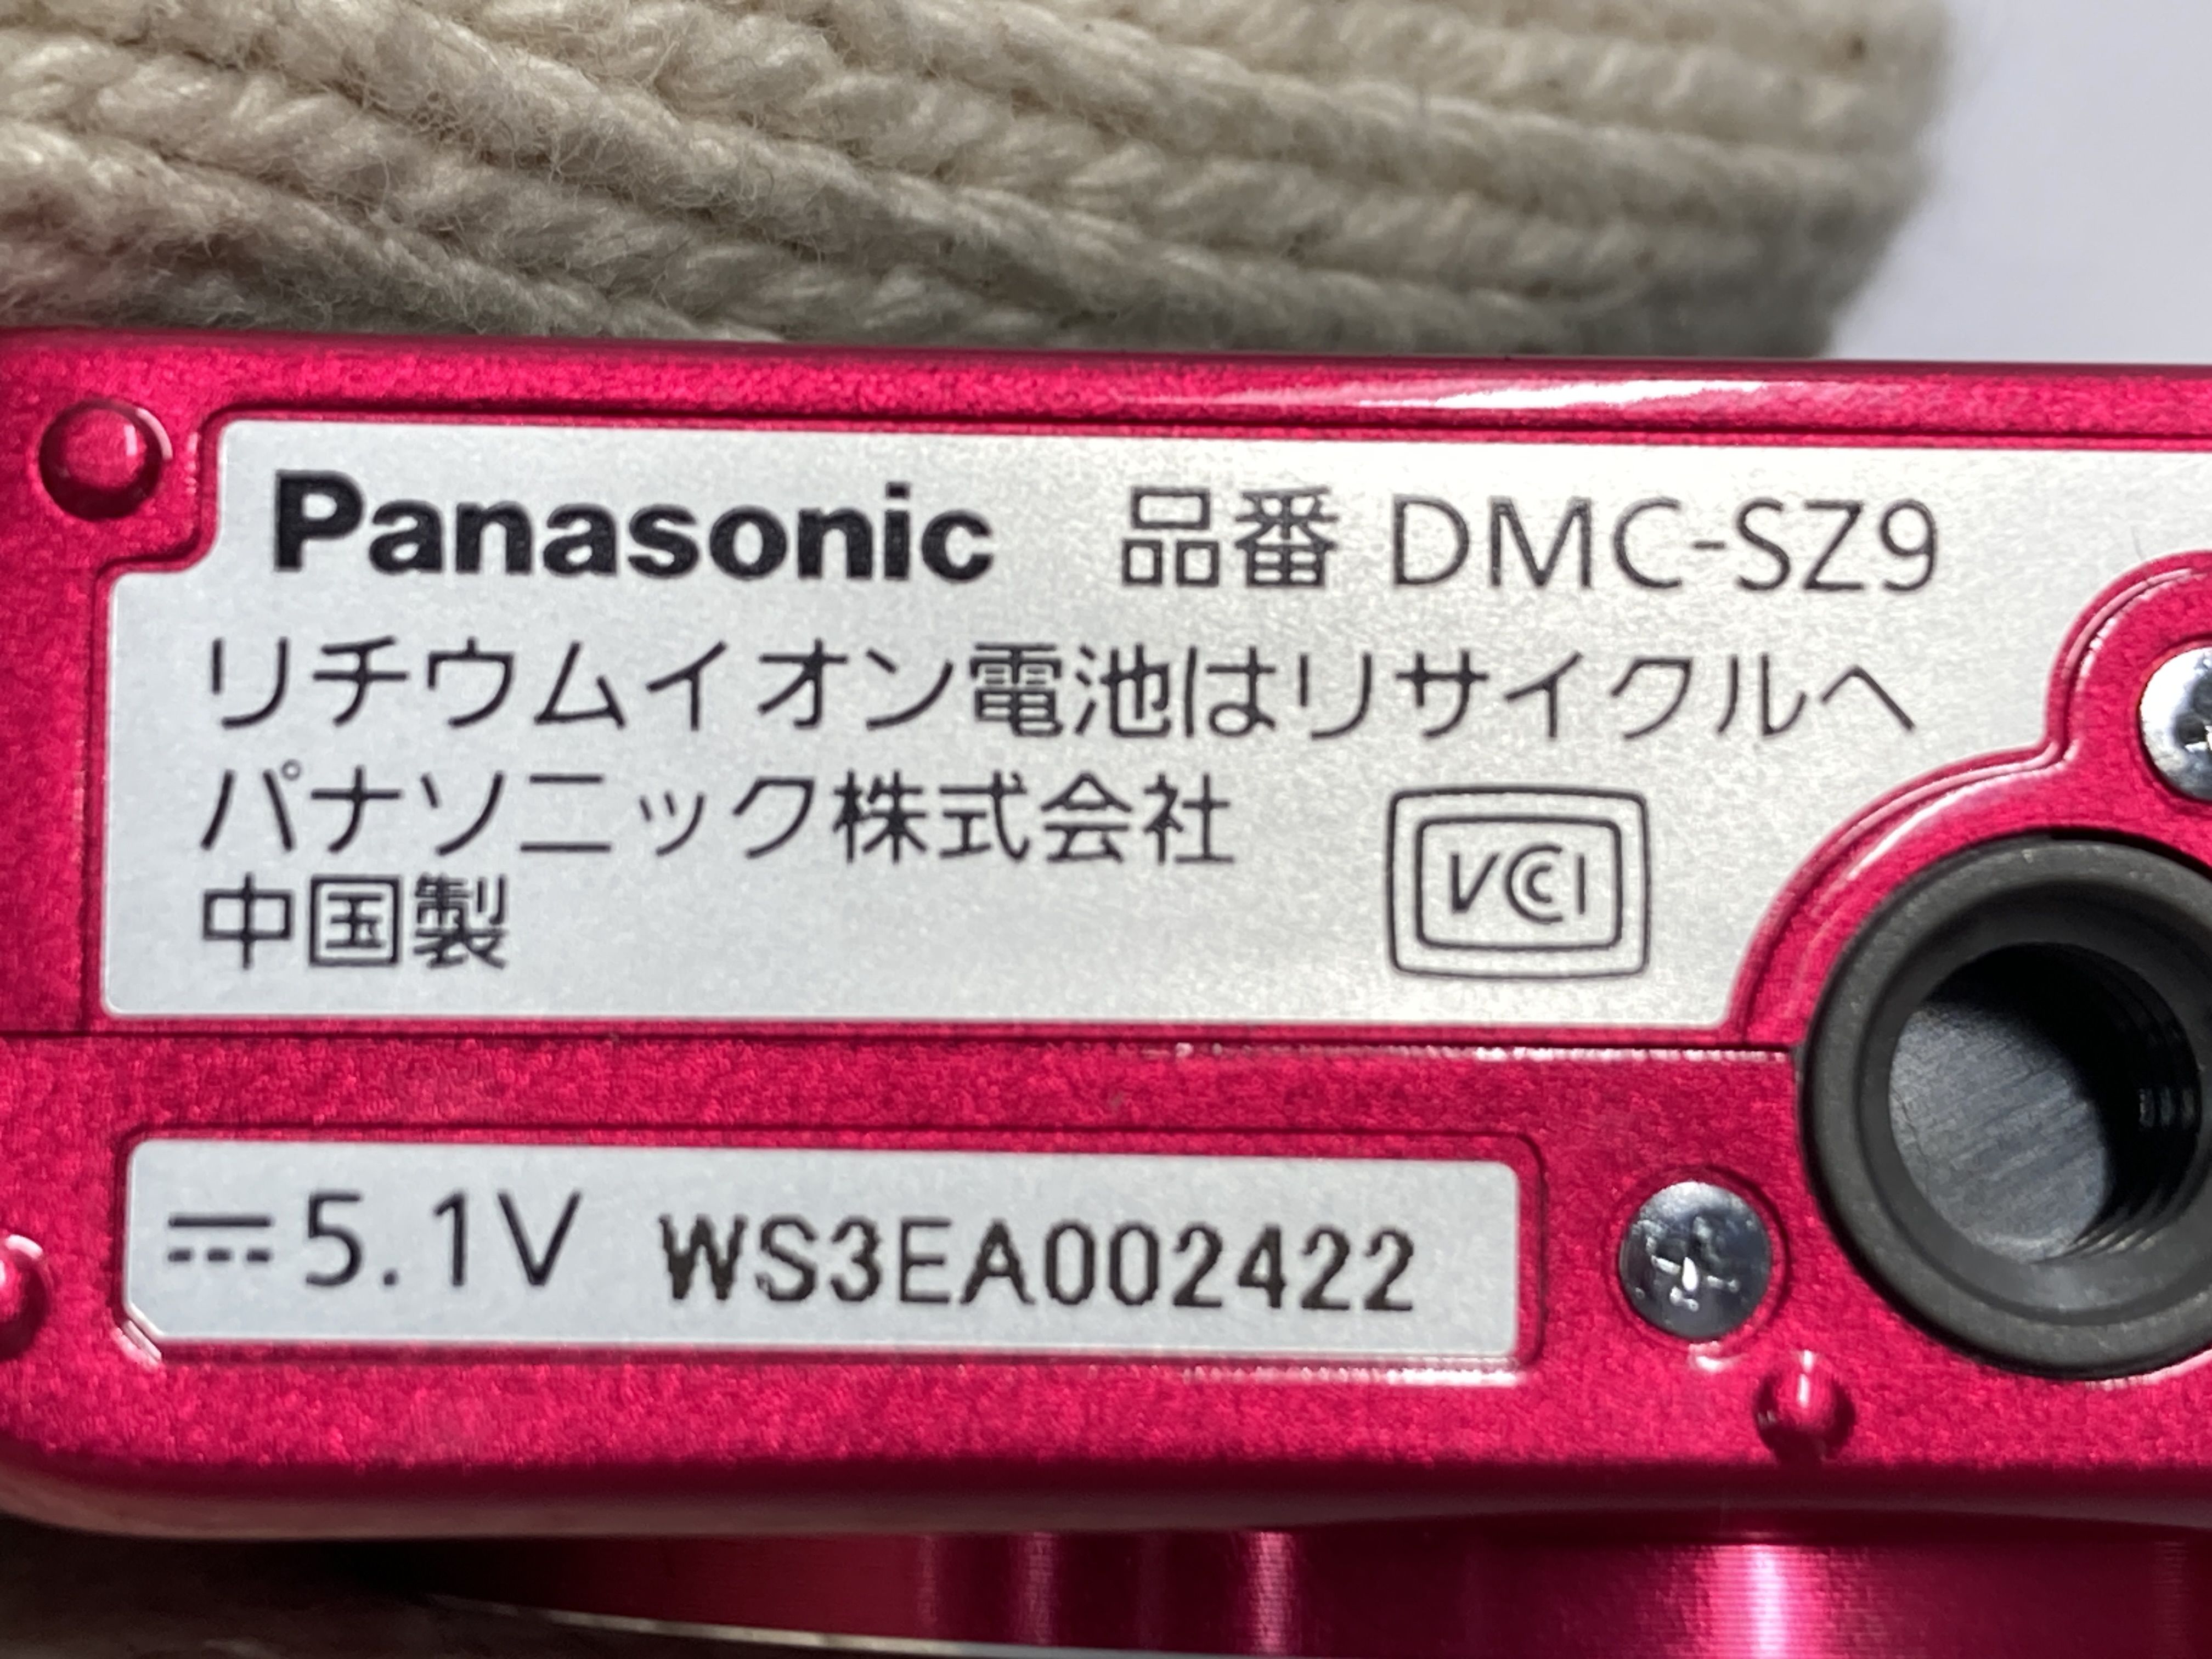 Panasonic 品番 DMC-SZ9
リチウムイオン電池はリサイクルへ
パナソニック株式会社
中国製
VCI
5.1V WS3EA002422